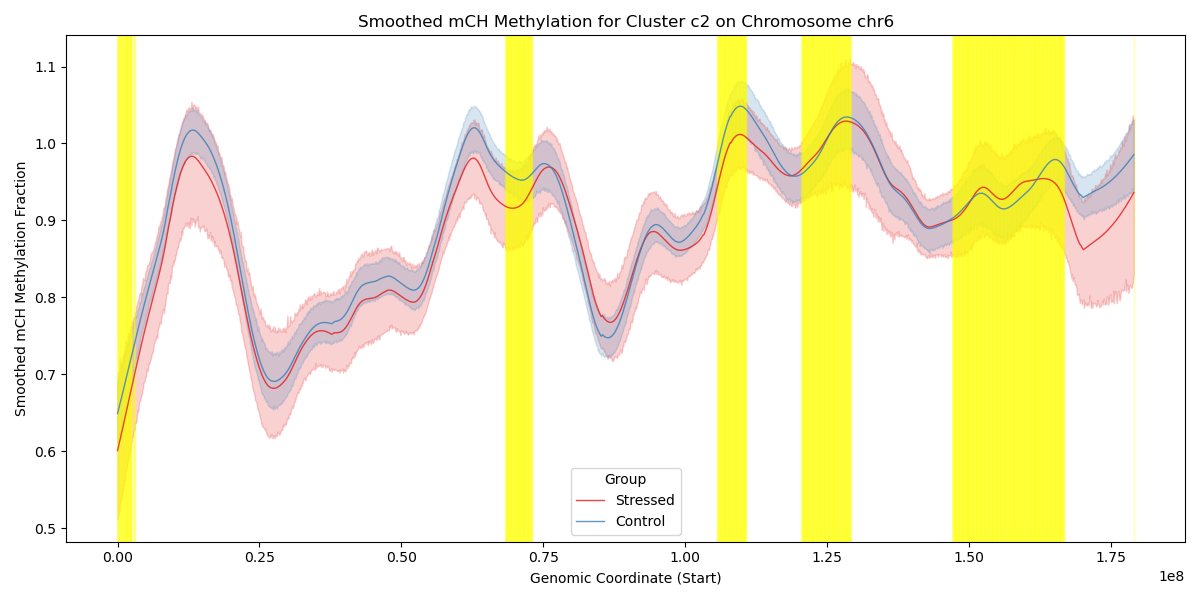 Smoothed mCH Methylation for Cluster c2 on Chromosome chr6
Smoothed mCH Methylation Fraction
1.1
1.0
0.9
0.8
0.7
0.6
0.5
Group
Stressed
Control
0.00 0.25 0.50 0.75 1.00 1.25 1.50 1.75
1e8
Genomic Coordinate (Start)